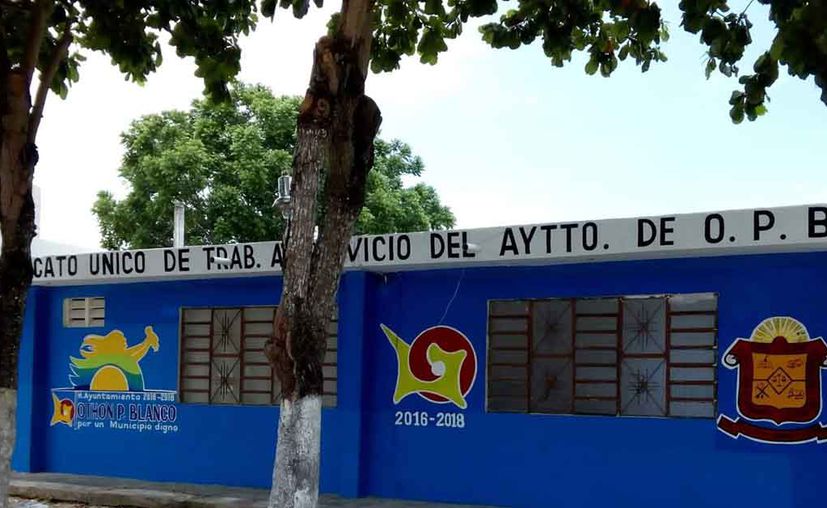 CATO UNICO DE TRAB. A VICIO DEL AYTTO. DE O. P. B
H. Ayuntamiento 2016-2018
OTHON P. BLANCO
por un Municipio digno
2016-2018